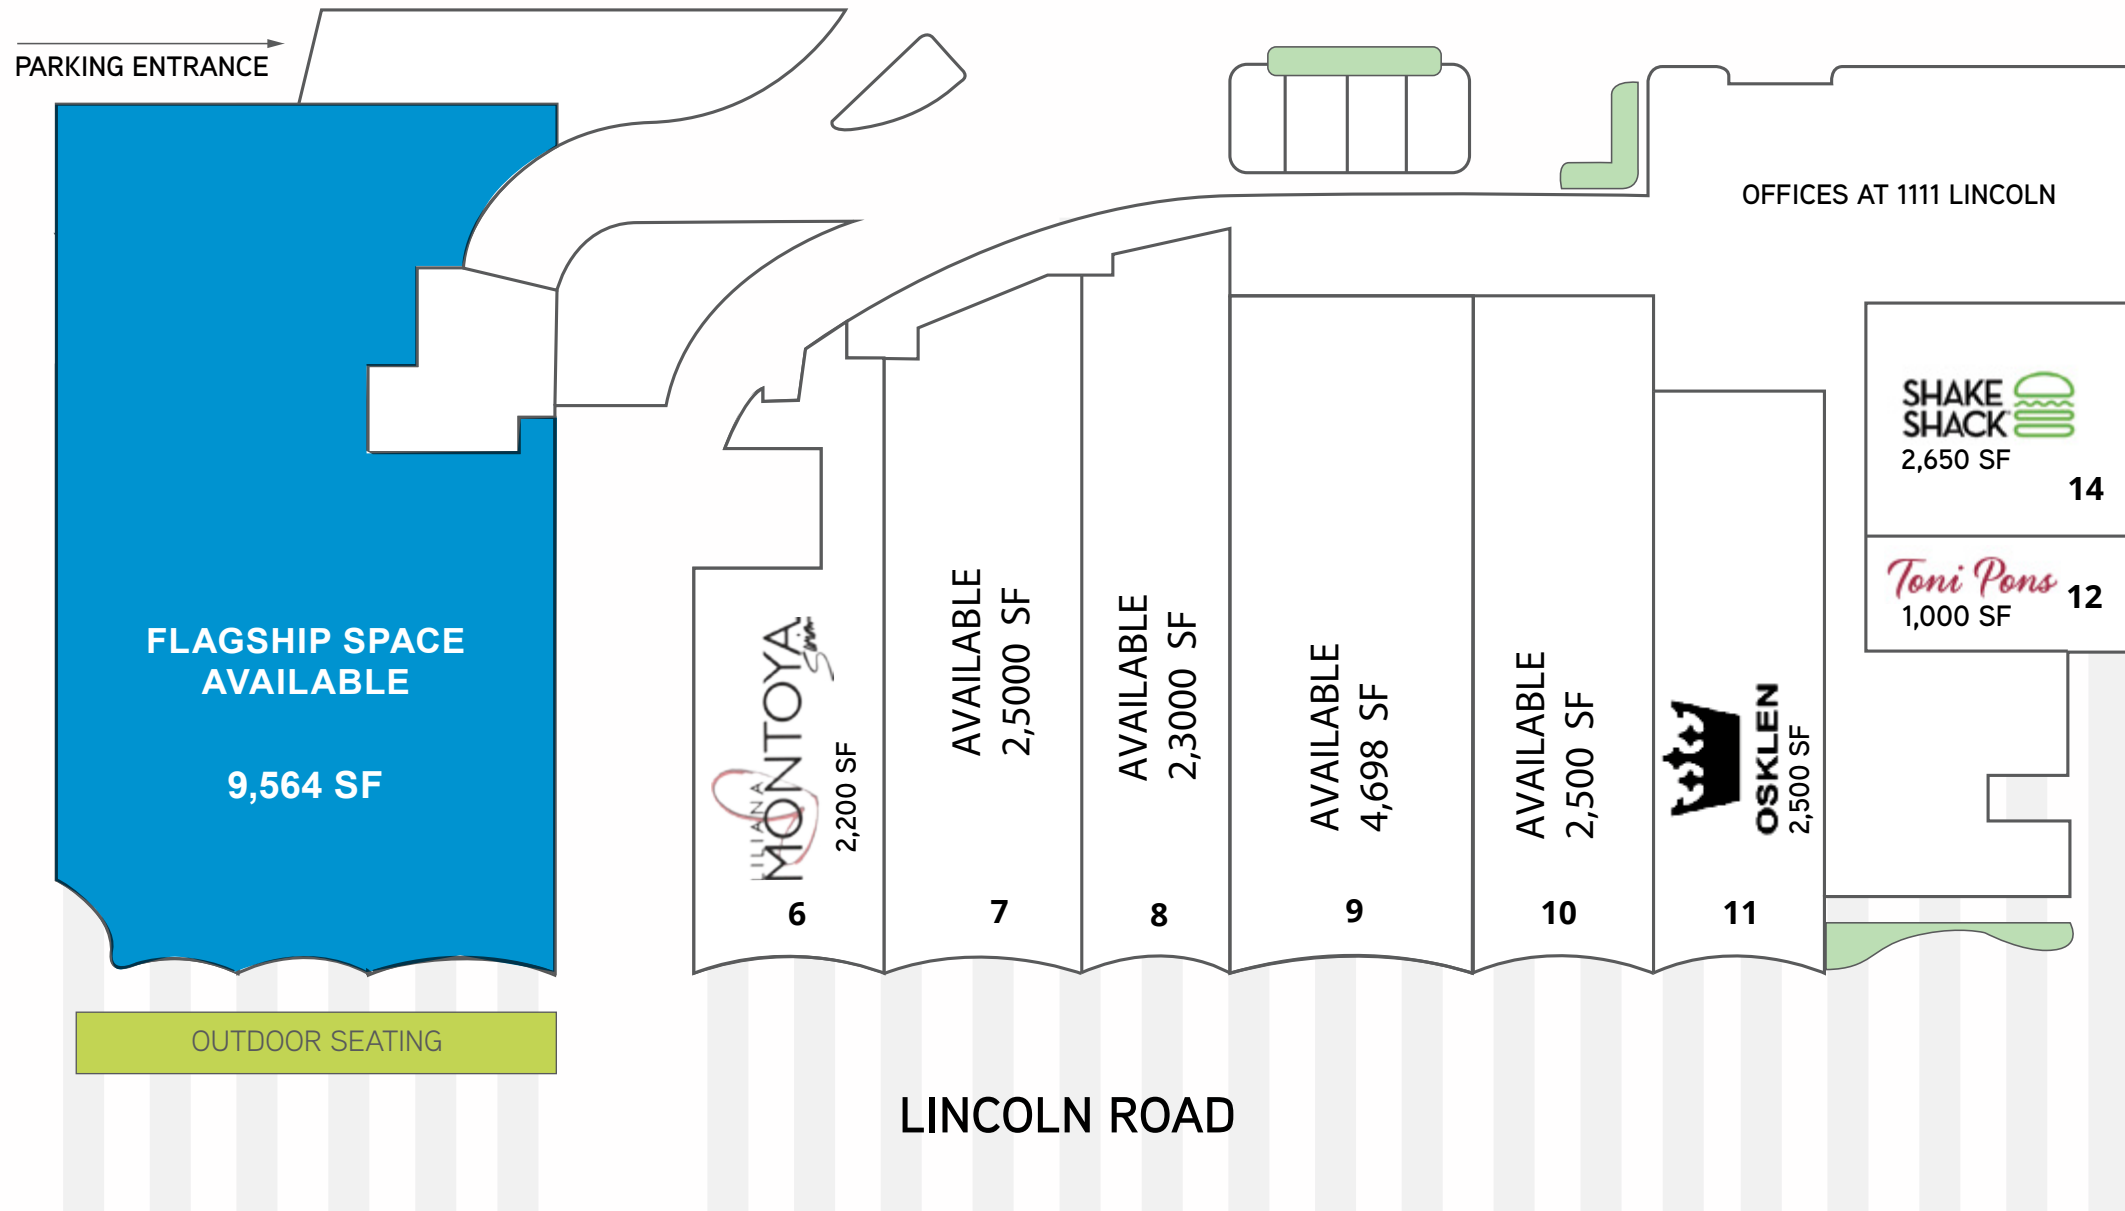 PARKING ENTRANCE
OFFICES AT 1111 LINCOLN
FLAGSHIP SPACE
AVAILABLE
9,564 SF
OUTDOOR SEATING
LILIANA
MONTOYA
Swim
2,200 SF
6
AVAILABLE
2,5000 SF
7
AVAILABLE
2,3000 SF
8
AVAILABLE
4,698 SF
9
AVAILABLE
2,500 SF
10
OSKLEN
2,500 SF
11
SHAKE
SHACK
2,650 SF
14
Toni Pons
1,000 SF
12
LINCOLN ROAD